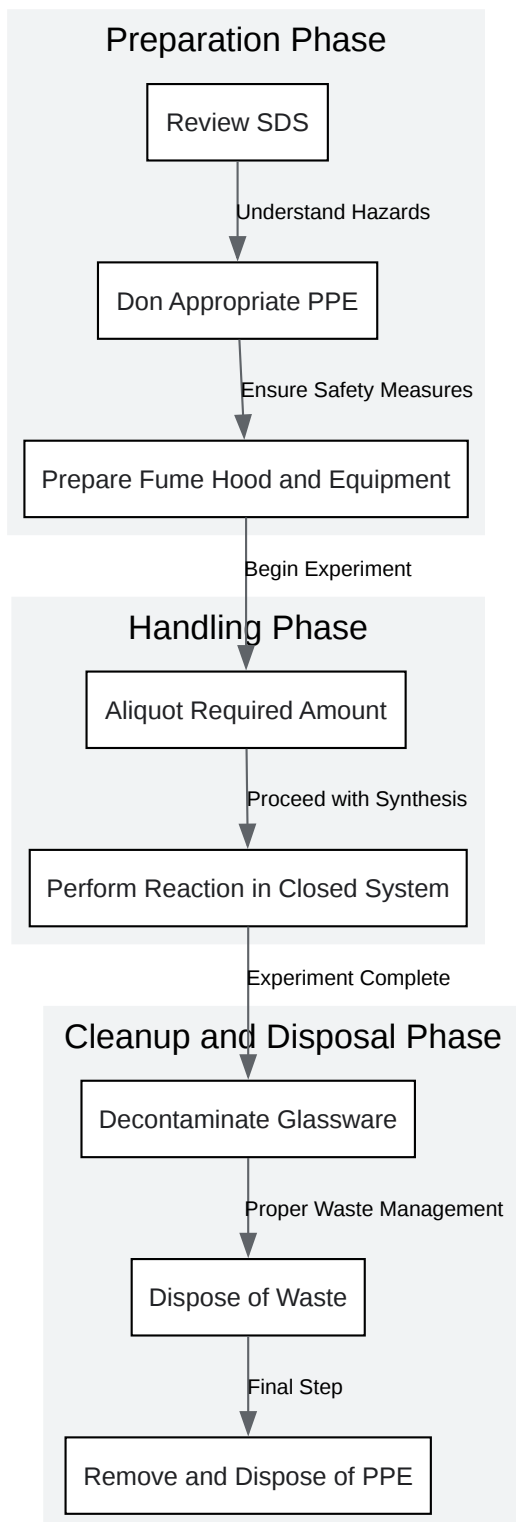 Preparation Phase
Review SDS
Understand Hazards
Don Appropriate PPE
Ensure Safety Measures
Prepare Fume Hood and Equipment
Begin Experiment
Handling Phase
Aliquot Required Amount
Proceed with Synthesis
Perform Reaction in Closed System
Experiment Complete
Cleanup and Disposal Phase
Decontaminate Glassware
Proper Waste Management
Dispose of Waste
Final Step
Remove and Dispose of PPE